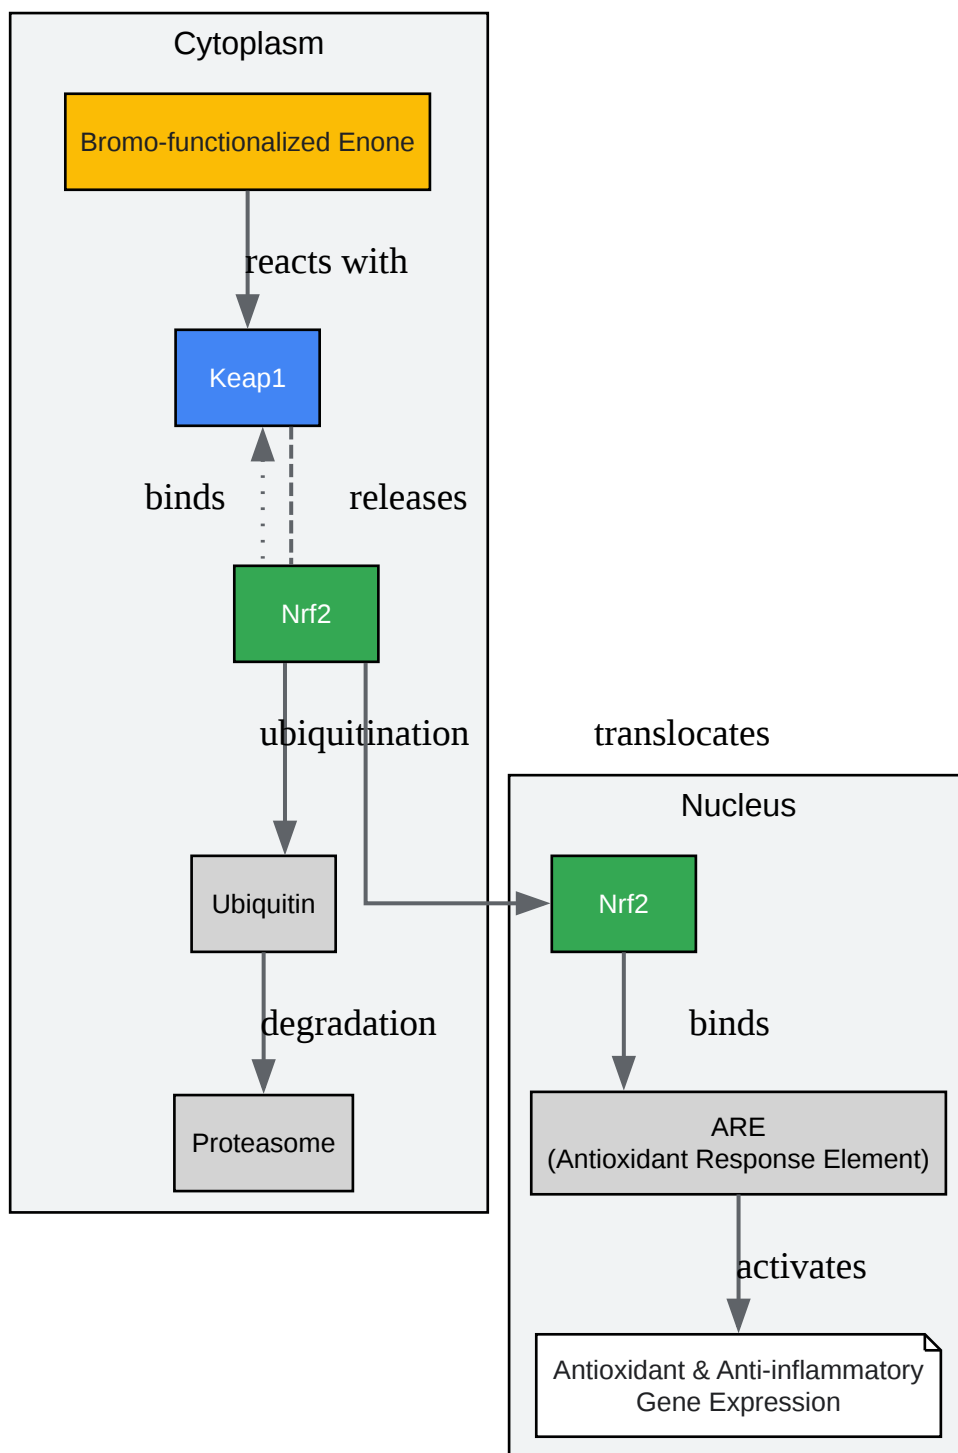 Cytoplasm
Bromo-functionalized Enone
reacts with
Keap1
binds
releases
Nrf2
ubiquitination
translocates
Nucleus
Ubiquitin
Nrf2
degradation
binds
Proteasome
ARE
(Antioxidant Response Element)
activates
Antioxidant & Anti-inflammatory
Gene Expression